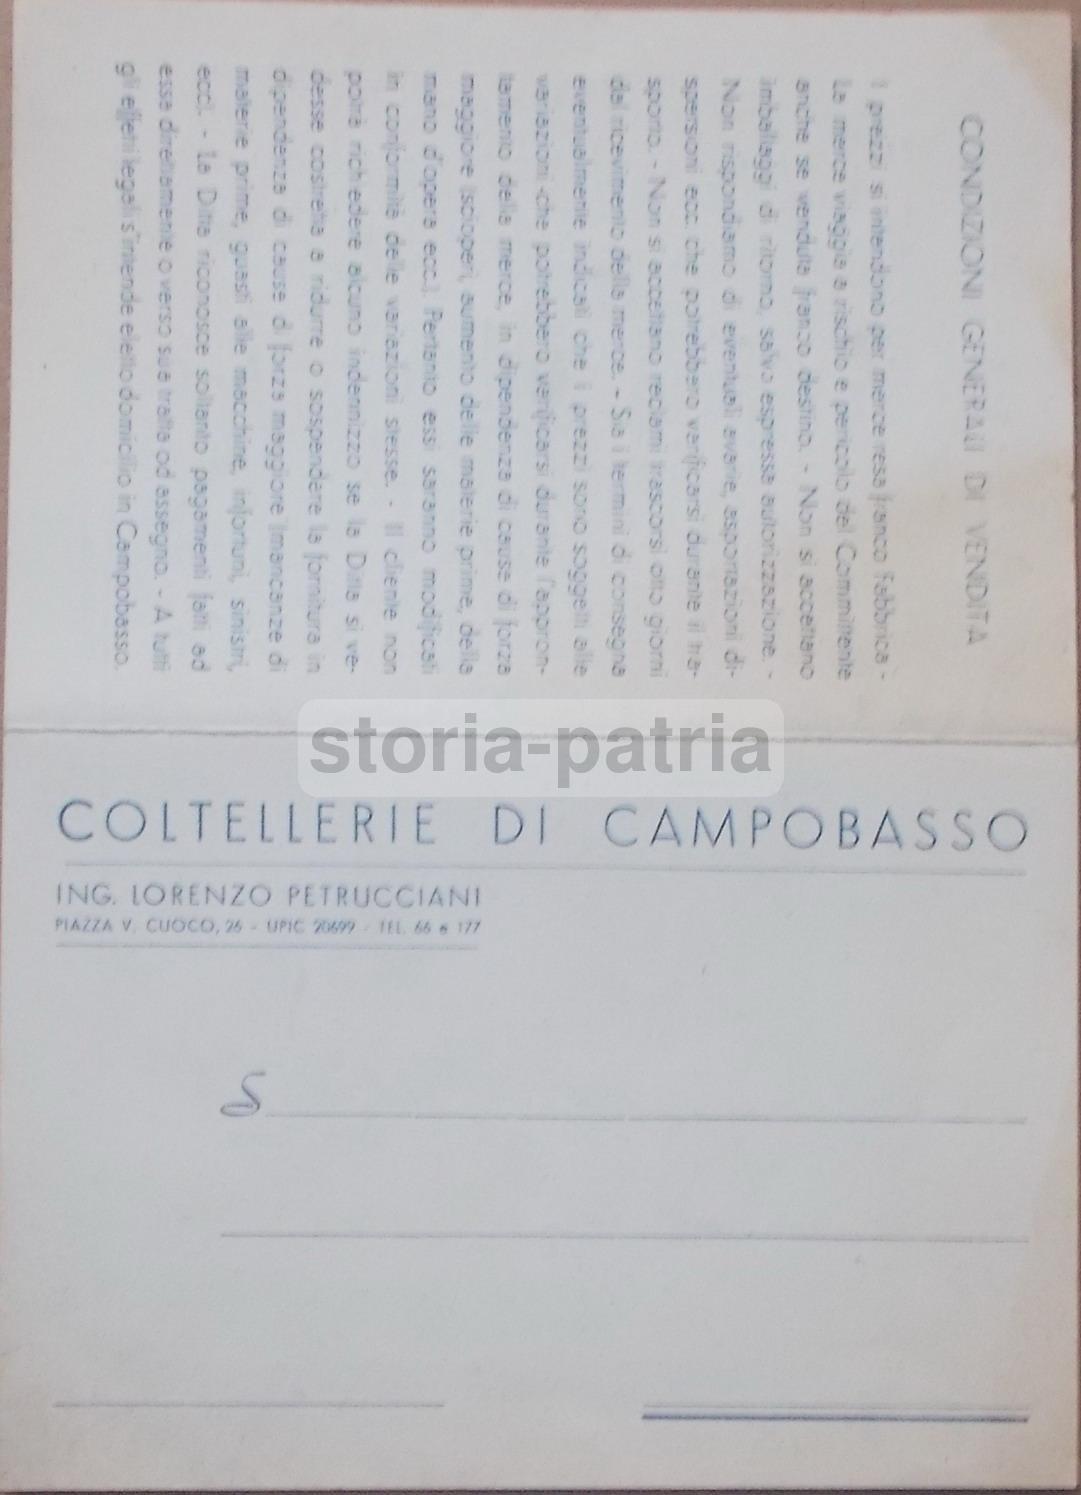 CONDIZIONI GENERALI DI VENDITA
I prezzi si intendono per merce resa franco Fabbrica -
La merce viaggia a rischio e pericolo del Committente
anche se venduta franco destino. - Non si accettano
imballaggi di ritorno, salvo espressa autorizzazione. -
Non rispondiamo di eventuali avarie, asportazioni di-
spersioni ecc. che potrebbero verificarsi durante il tra-
sporto. - Non si accettano reclami trascorsi otto giorni
dal ricevimento della merce. - Sia i termini di consegna
eventualmente indicati che i prezzi sono soggetti alle
variazioni che potrebbero verificarsi durante l'appron-
tamento della merce, in dipendenza di cause di forza
maggiore (scioperi, aumento delle materie prime, della
mano d'opera ecc.). Pertanto essi saranno modificati
in conformità delle variazioni stesse. - Il cliente non
potrà richiedere alcuno indennizzo se la Ditta si ve-
desse costretta a ridurre o sospendere la fornitura in
dipendenza di cause di forza maggiore (mancanze di
materie prime, guasti alle macchine, infortuni, sinistri,
ecc). - La Ditta riconosce soltanto pagamenti fatti ad
essa direttamente o verso sua tratta od assegno. - A tutti
gli effetti legali s'intende eletto domicilio in Campobasso.
storia-patria
COLTELLERIE DI CAMPOBASSO
ING. LORENZO PETRUCCIANI
PIAZZA V. CUOCO, 26 - UPIC 20699 - TEL. 66 e 177
S